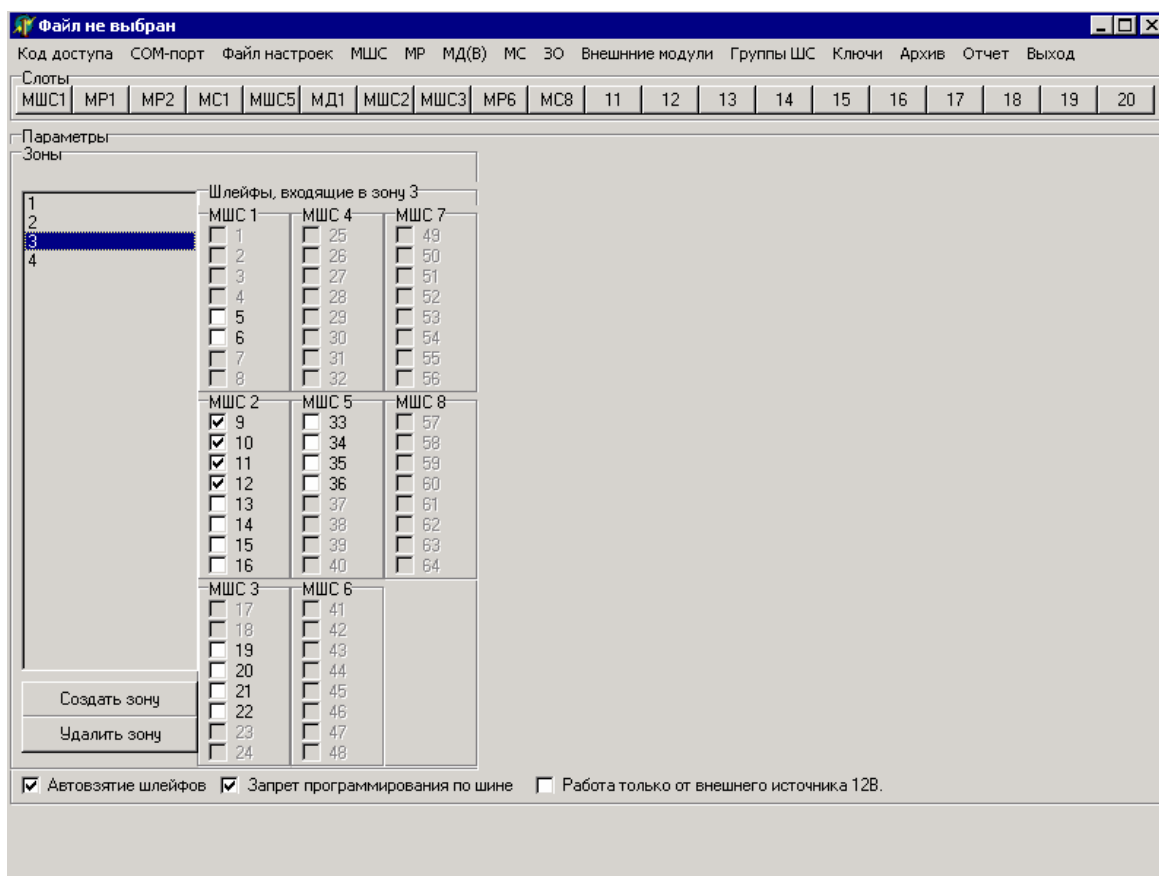 Файл не выбран
Код доступа COM-порт Файл настроек МШС МР МД(В) МС ЗО Внешнние модули Группы ШС Ключи Архив Отчет Выход
Слоты
МШС1 МР1 МР2 МС1 МШС5 МД1 МШС2 МШС3 МР6 МС8 11 12 13 14 15 16 17 18 19 20
Параметры
Зоны
1
2
3
4
Шлейфы, входящие в зону 3
МШС 1 МШС 4 МШС 7
1 25 49
2 26 50
3 27 51
4 28 52
5 29 53
6 30 54
7 31 55
8 32 56
МШС 2 МШС 5 МШС 8
9 33 57
10 34 58
11 35 59
12 36 60
13 37 61
14 38 62
15 39 63
16 40 64
МШС 3 МШС 6
17 41
18 42
19 43
20 44
21 45
22 46
23 47
24 48
Создать зону
Удалить зону
Автовзятие шлейфов Запрет программирования по шине Работа только от внешнего источника 12В.